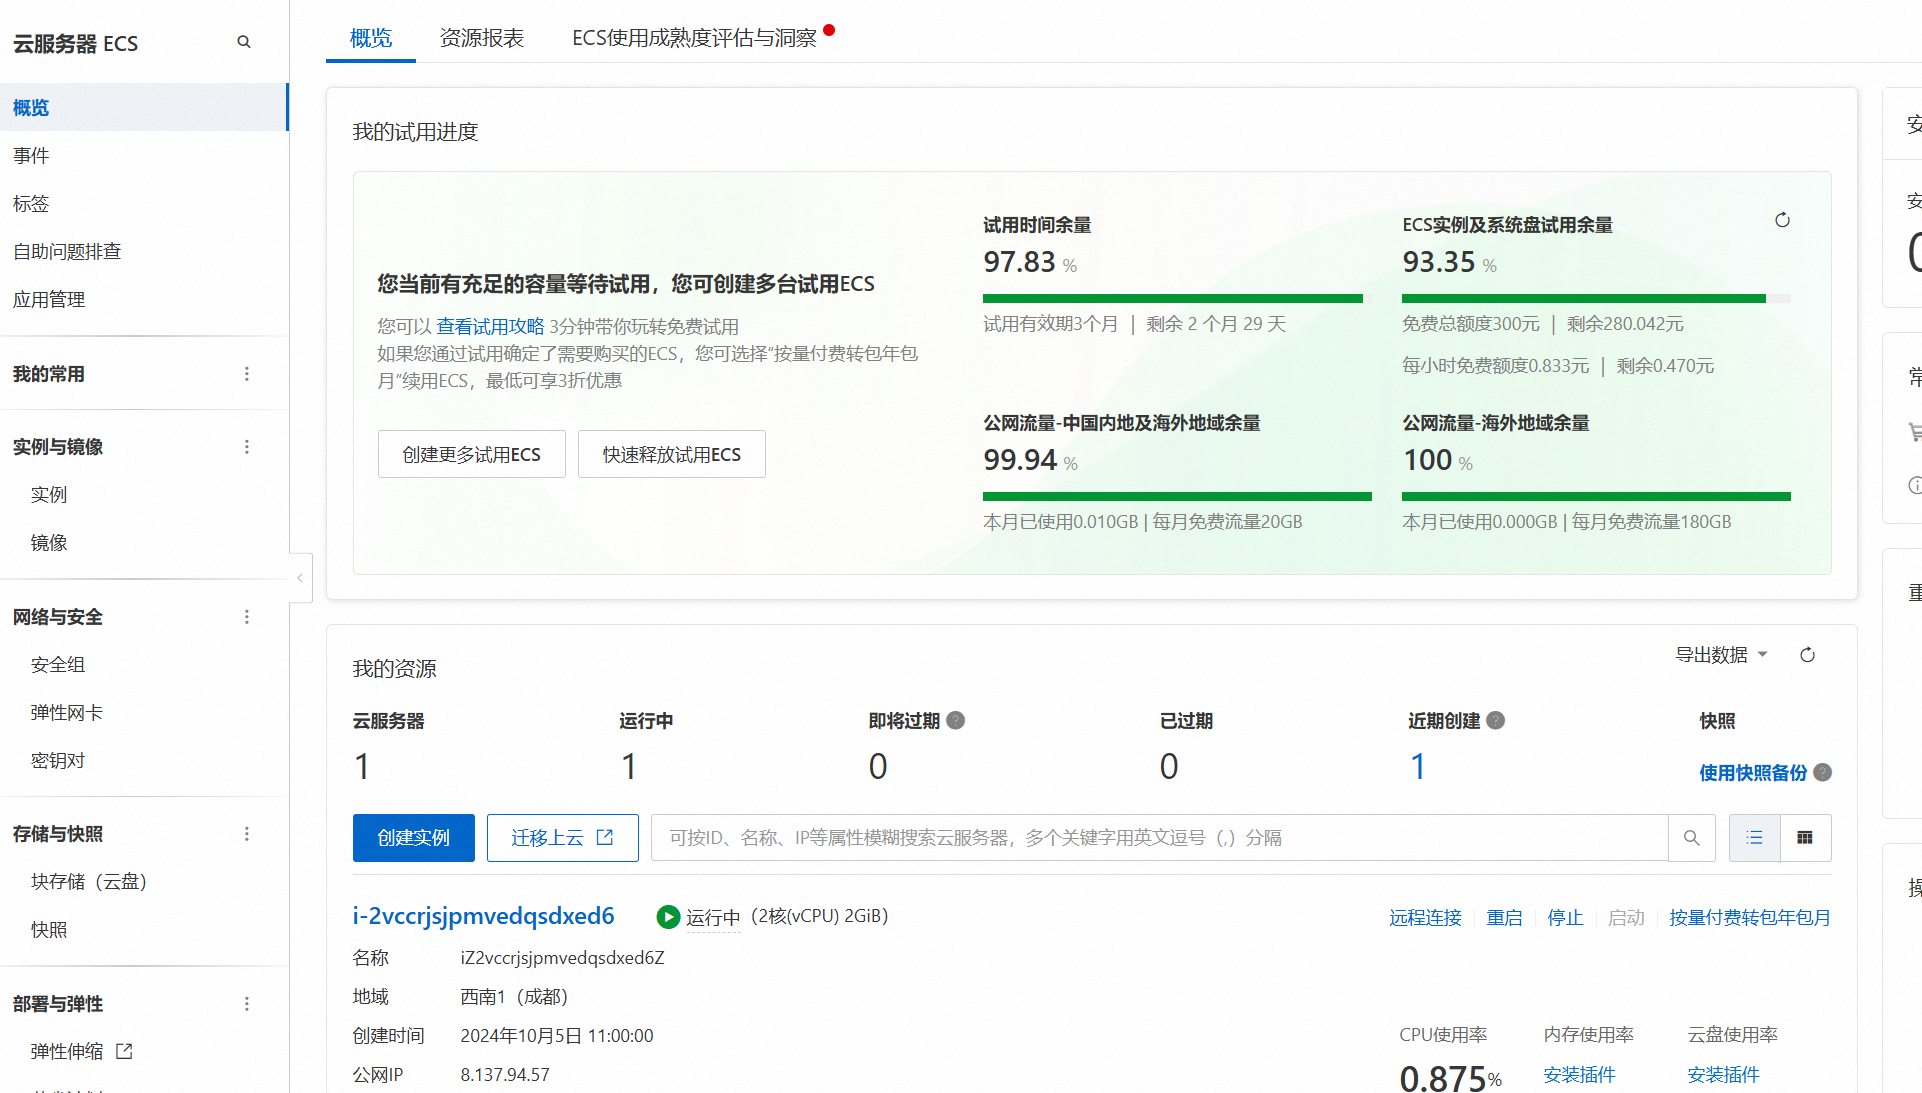 云服务器 ECS
概览
事件
标签
自助问题排查
应用管理
我的常用
实例与镜像
实例
镜像
网络与安全
安全组
弹性网卡
密钥对
存储与快照
块存储（云盘）
快照
部署与弹性
弹性伸缩
概览 资源报表 ECS使用成熟度评估与洞察
我的试用进度
您当前有充足的容量等待试用，您可创建多台试用ECS
您可以 查看试用攻略 3分钟带你玩转免费试用
如果您通过试用确定了需要购买的ECS，您可选择“按量付费转包年包
月”续用ECS，最低可享3折优惠
创建更多试用ECS 快速释放试用ECS
试用时间余量
97.83 %
试用有效期3个月 | 剩余 2 个月 29 天
ECS实例及系统盘试用余量
93.35 %
免费总额度300元 | 剩余280.042元
每小时免费额度0.833元 | 剩余0.470元
公网流量-中国内地及海外地域余量
99.94 %
本月已使用0.010GB | 每月免费流量20GB
公网流量-海外地域余量
100 %
本月已使用0.000GB | 每月免费流量180GB
我的资源
导出数据
云服务器 运行中 即将过期 已过期 近期创建 快照
1 1 0 0 1 使用快照备份
创建实例 迁移上云 可按ID、名称、IP等属性模糊搜索云服务器，多个关键字用英文逗号（,）分隔
i-2vccrjsjpmvedqsdxed6 运行中（2核(vCPU) 2GiB） 远程连接 重启 停止 启动 按量付费转包年包月
名称 iZ2vccrjsjpmvedqsdxed6Z
地域 西南1（成都）
创建时间 2024年10月5日 11:00:00
公网IP 8.137.94.57
CPU使用率 内存使用率 云盘使用率
0.875% 安装插件 安装插件
安
安
0
常
重
操